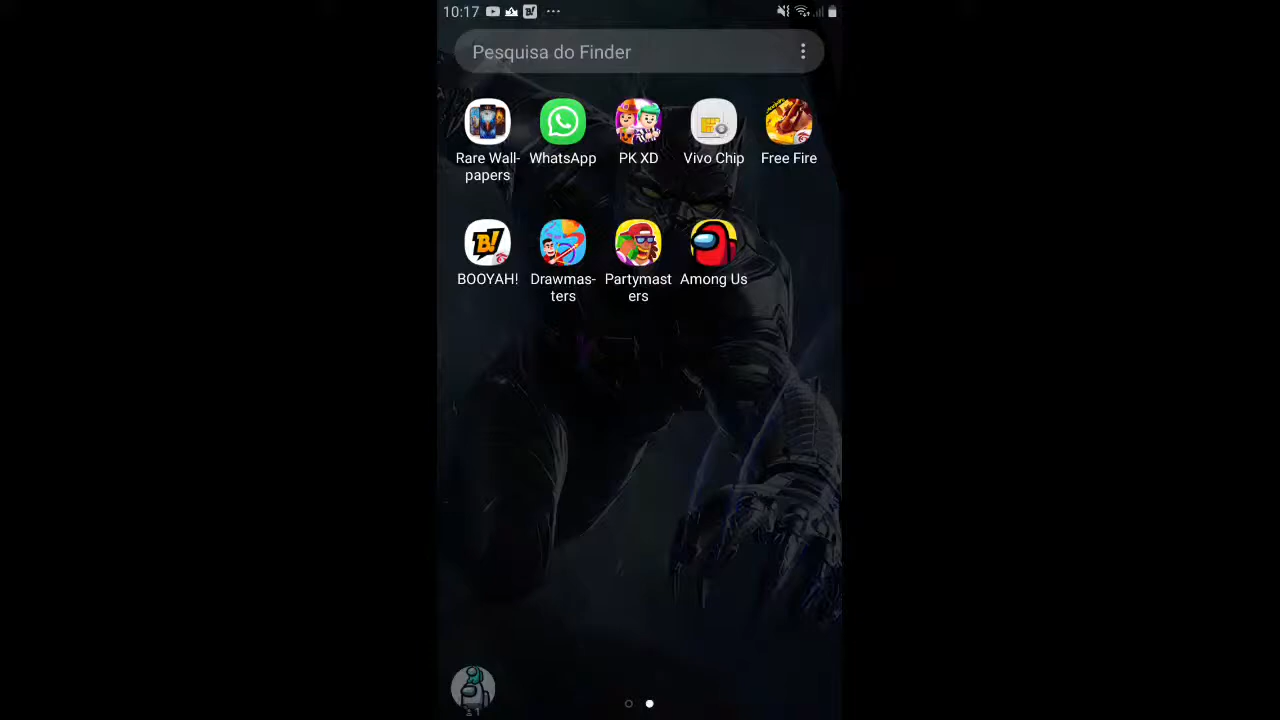 10:17
Pesquisa do Finder
Rare Wall-
papers
WhatsApp
PK XD
Vivo Chip
Free Fire
B!
BOOYAH!
Drawmas-
ters
Partymast
ers
Among Us
1